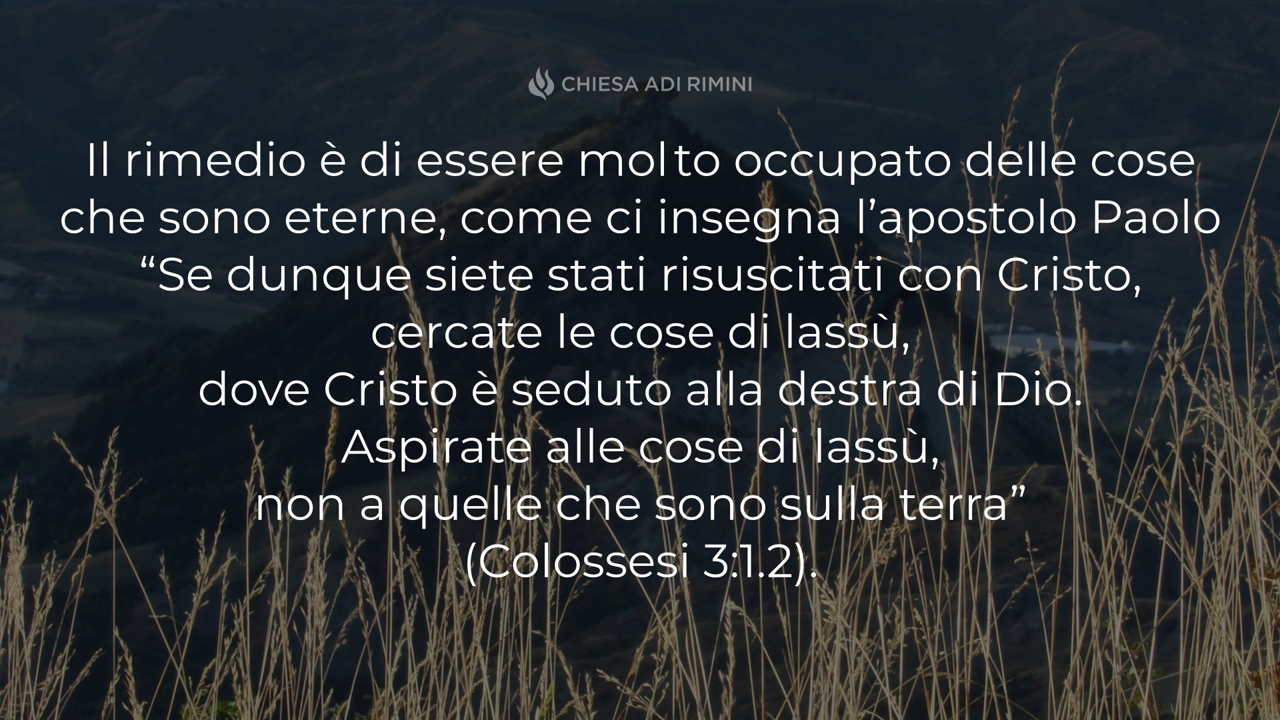 CHIESA ADI RIMINI
Il rimedio è di essere molto occupato delle cose
che sono eterne, come ci insegna l’apostolo Paolo
“Se dunque siete stati risuscitati con Cristo,
cercate le cose di lassù,
dove Cristo è seduto alla destra di Dio.
Aspirate alle cose di lassù,
non a quelle che sono sulla terra”
(Colossesi 3:1.2).